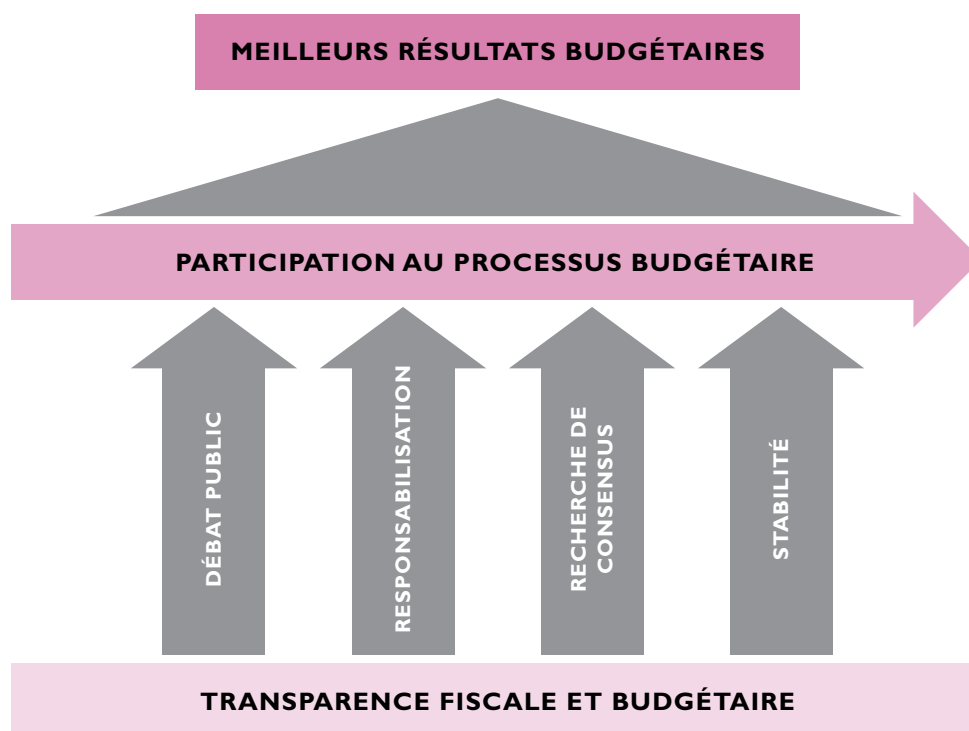 MEILLEURS RÉSULTATS BUDGÉTAIRES
PARTICIPATION AU PROCESSUS BUDGÉTAIRE
DÉBAT PUBLIC
RESPONSABILISATION
RECHERCHE DE
CONSENSUS
STABILITÉ
TRANSPARENCE FISCALE ET BUDGÉTAIRE